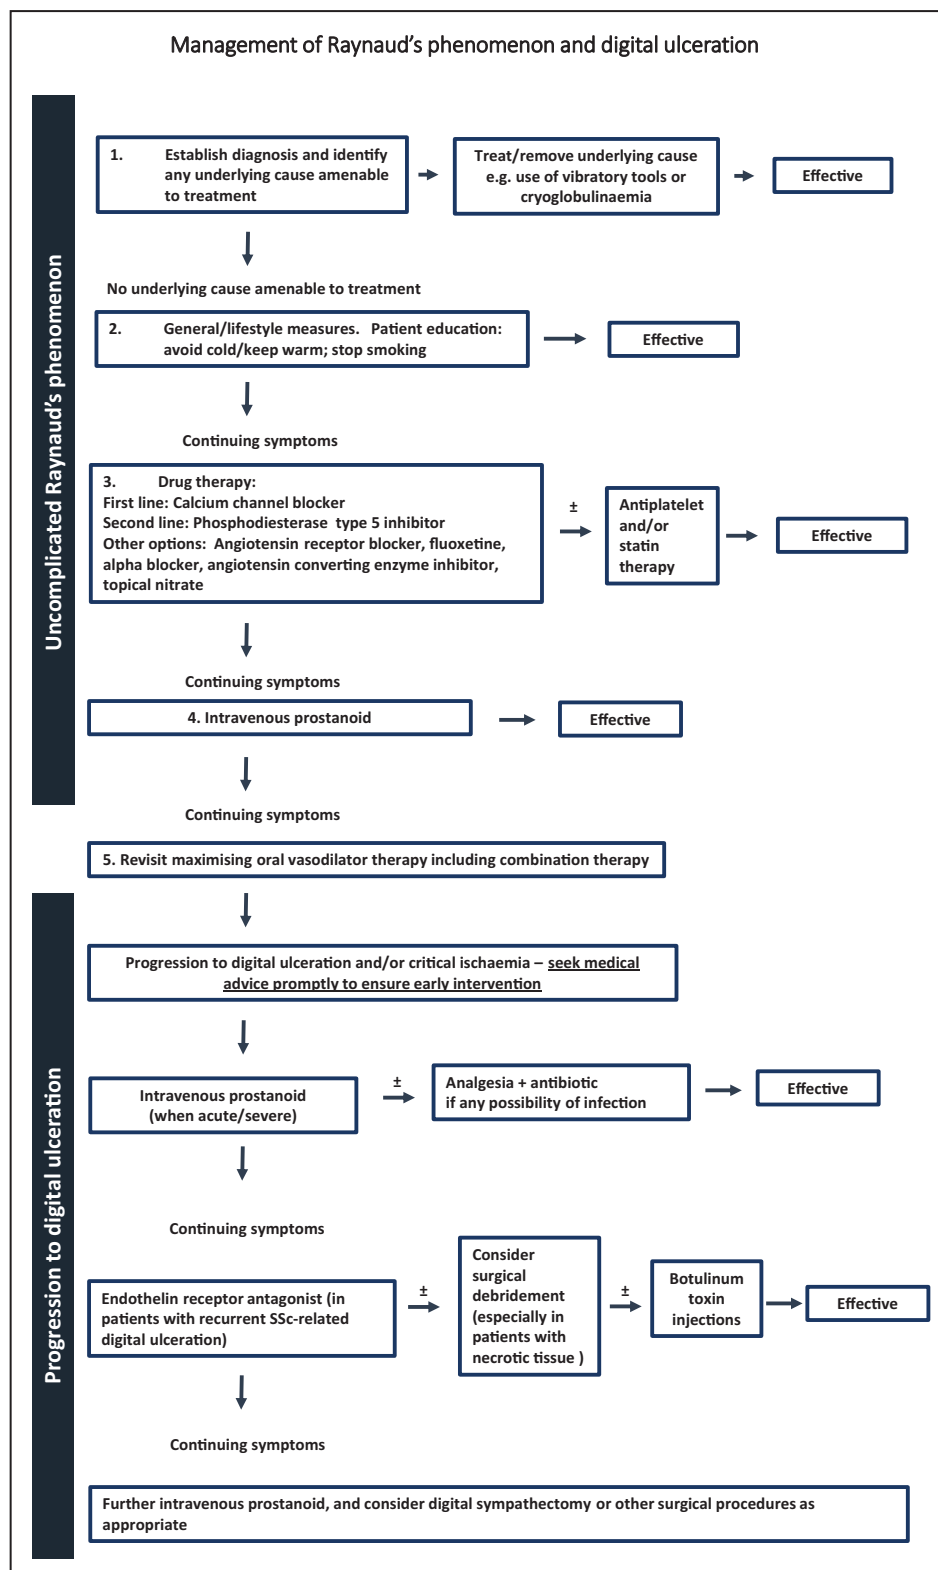 Management of Raynaud's phenomenon and digital ulceration
Uncomplicated Raynaud's phenomenon
1. Establish diagnosis and identify
any underlying cause amenable
to treatment
Treat/remove underlying cause
e.g. use of vibratory tools or
cryoglobulinaemia
Effective
No underlying cause amenable to treatment
2. General/lifestyle measures. Patient education:
avoid cold/keep warm; stop smoking
Effective
Continuing symptoms
3. Drug therapy:
First line: Calcium channel blocker
Second line: Phosphodiesterase type 5 inhibitor
Other options: Angiotensin receptor blocker, fluoxetine,
alpha blocker, angiotensin converting enzyme inhibitor,
topical nitrate
±
Antiplatelet
and/or
statin
therapy
Effective
Continuing symptoms
4. Intravenous prostanoid
Effective
Continuing symptoms
5. Revisit maximising oral vasodilator therapy including combination therapy
Progression to digital ulceration
Progression to digital ulceration and/or critical ischaemia – seek medical
advice promptly to ensure early intervention
Intravenous prostanoid
(when acute/severe)
±
Analgesia + antibiotic
if any possibility of infection
Effective
Continuing symptoms
Endothelin receptor antagonist (in
patients with recurrent SSc-related
digital ulceration)
±
Consider
surgical
debridement
(especially in
patients with
necrotic tissue )
±
Botulinum
toxin
injections
Effective
Continuing symptoms
Further intravenous prostanoid, and consider digital sympathectomy or other surgical procedures as
appropriate